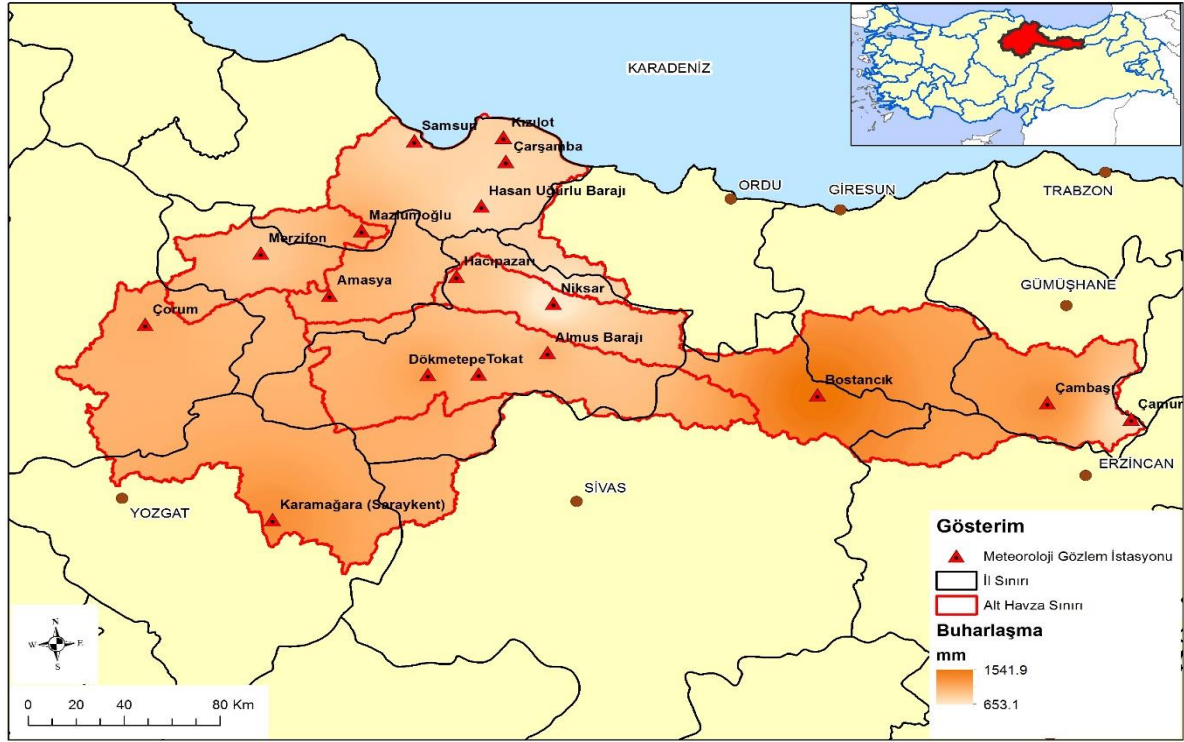 KARADENİZ
Samsun
Kızılot
Çarşamba
Hasan Uğurlu Barajı
ORDU
GİRESUN
TRABZON
Mazlumoğlu
Merzifon
Hacıpazarı
Amasya
Niksar
GÜMÜŞHANE
Çorum
Almus Barajı
Dökmetepe
Tokat
Bostancık
Çambaşı
Çamur
ERZİNCAN
Karamağara (Saraykent)
YOZGAT
SİVAS
Gösterim
Meteoroloji Gözlem İstasyonu
İl Sınırı
Alt Havza Sınırı
Buharlaşma
mm
1541.9
653.1
N
W E
S
0 20 40 80 Km